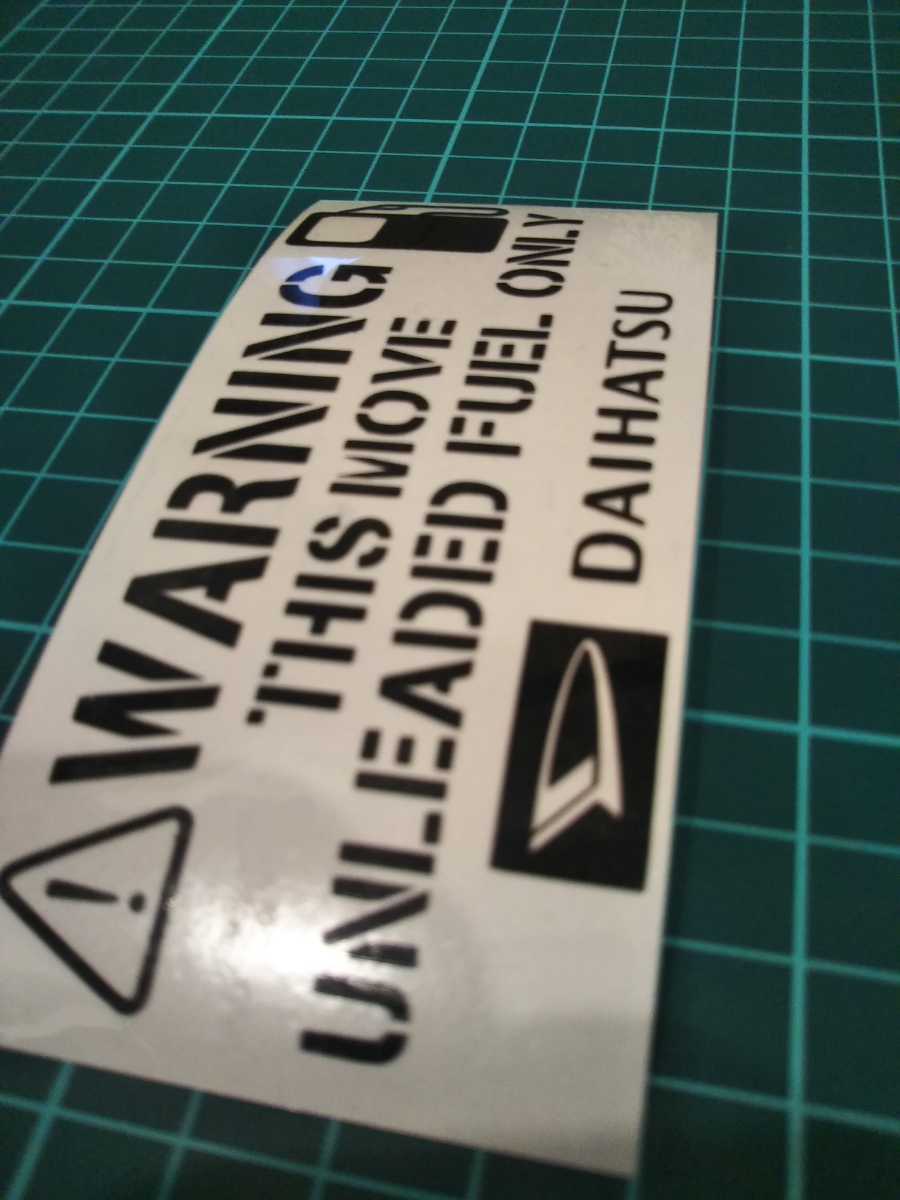 WARNING
THIS MOVE
UNLEADED FUEL ONLY
DAIHATSU